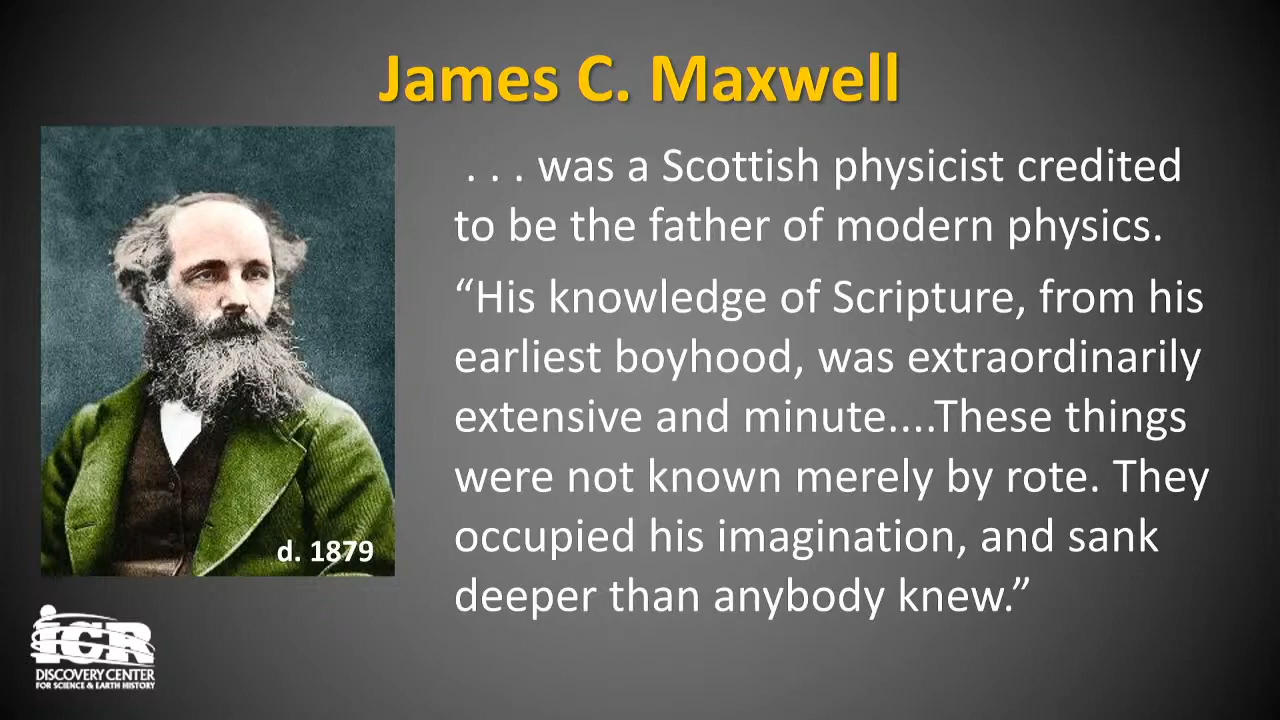 James C. Maxwell
. . . was a Scottish physicist credited
to be the father of modern physics.
“His knowledge of Scripture, from his
earliest boyhood, was extraordinarily
extensive and minute....These things
were not known merely by rote. They
occupied his imagination, and sank
deeper than anybody knew.”
d. 1879
ICR
DISCOVERY CENTER
FOR SCIENCE & EARTH HISTORY